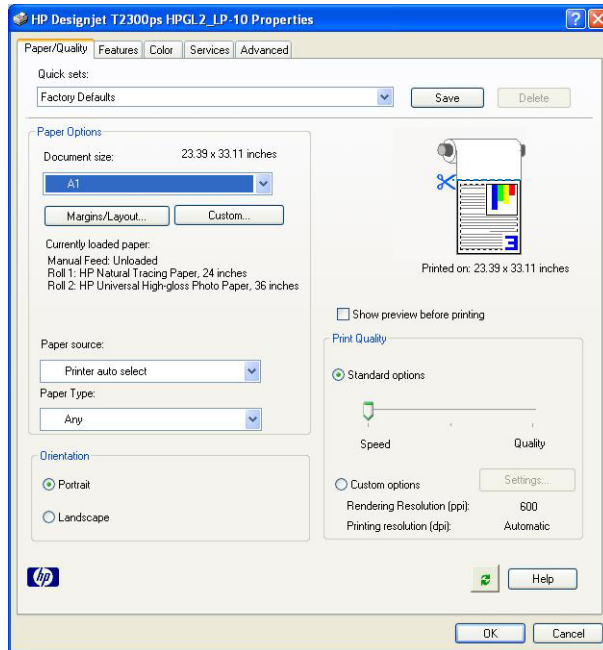 HP Designjet T2300ps HPGL2_LP-10 Properties
Paper/Quality Features Color Services Advanced
Quick sets:
Factory Defaults Save Delete
Paper Options
Document size: 23.39 x 33.11 inches
A1
Margins/Layout... Custom...
Currently loaded paper:
Manual Feed: Unloaded
Roll 1: HP Natural Tracing Paper, 24 inches
Roll 2: HP Universal High-gloss Photo Paper, 36 inches
Paper source:
Printer auto select
Paper Type:
Any
Orientation
Portrait
Landscape
3
Printed on: 23.39 x 33.11 inches
Show preview before printing
Print Quality
Standard options
Speed Quality
Custom options Settings...
Rendering Resolution (ppi): 600
Printing resolution (dpi): Automatic
hp
Help
OK Cancel